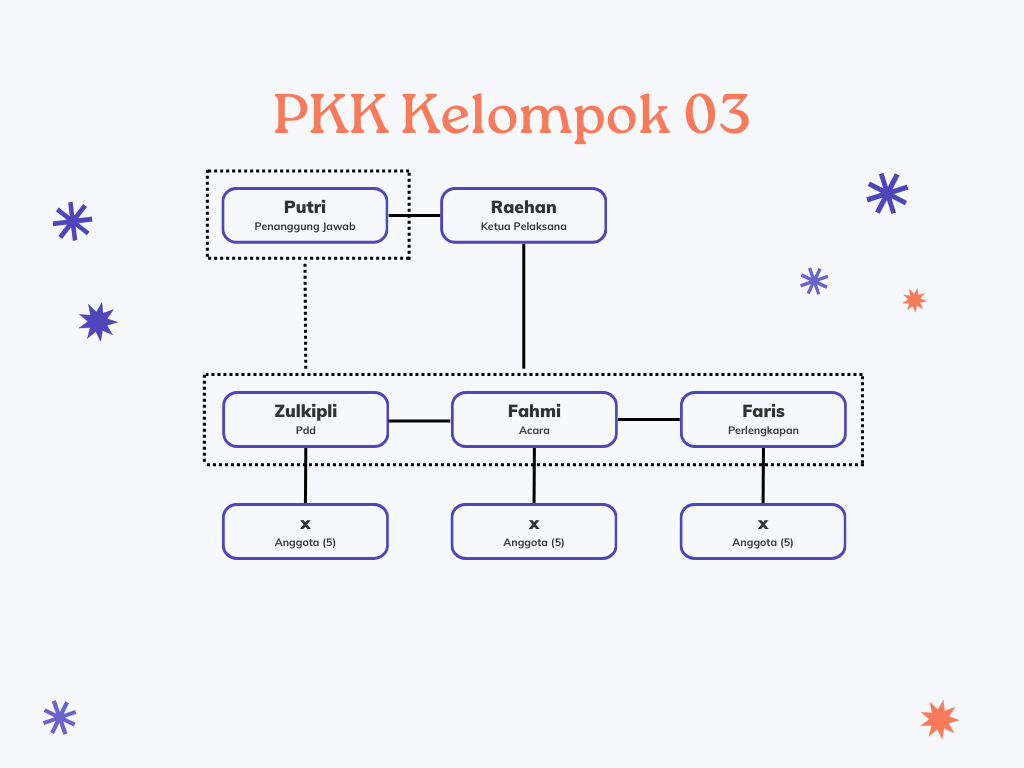 PKK Kelompok 03
Putri
Penanggung Jawab
Raehan
Ketua Pelaksana
Zulkipli
Pdd
Fahmi
Acara
Faris
Perlengkapan
x
Anggota (5)
x
Anggota (5)
x
Anggota (5)